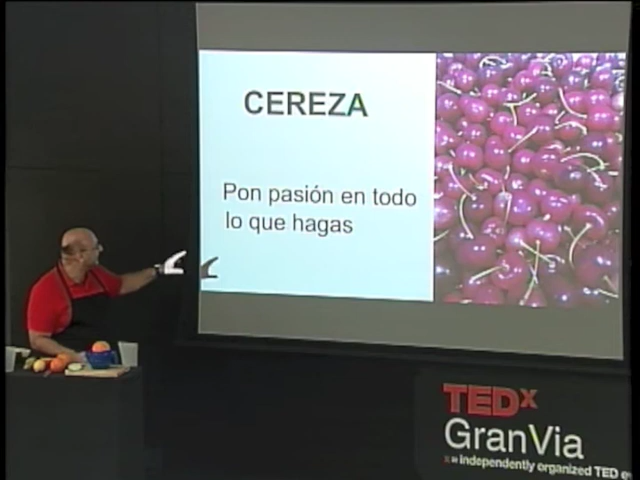 CEREZA
Pon pasión en todo
lo que hagas
TEDx
GranVia
x = independently organized TED